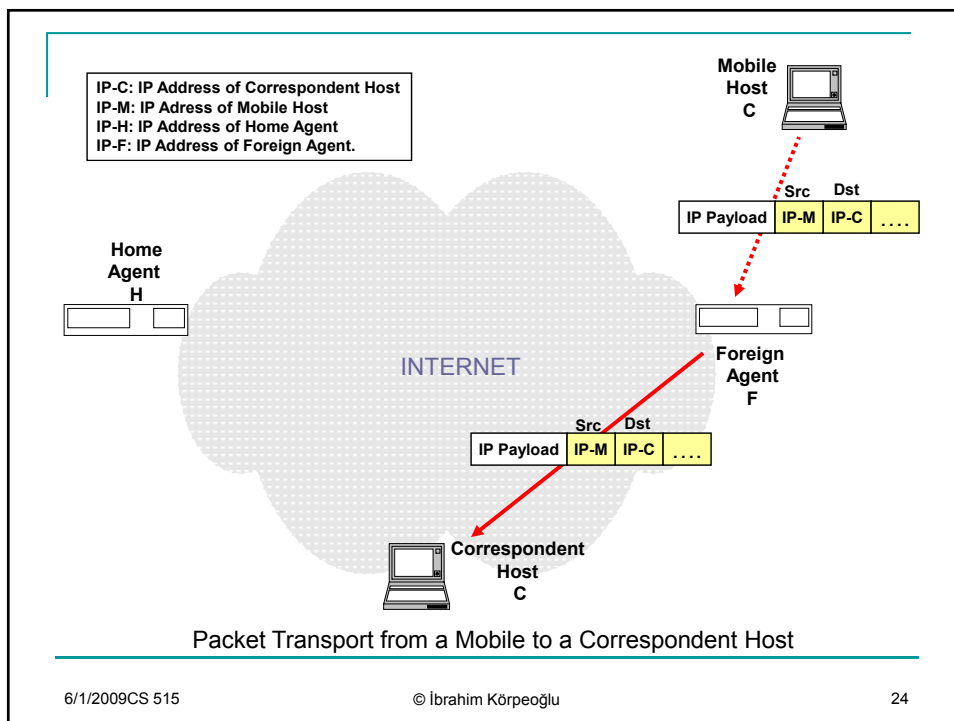 IP-C: IP Address of Correspondent Host
IP-M: IP Adress of Mobile Host
IP-H: IP Address of Home Agent
IP-F: IP Address of Foreign Agent.
Mobile
Host
C
Src Dst
IP Payload IP-M IP-C ....
Home
Agent
H
INTERNET
Foreign
Agent
F
Src Dst
IP Payload IP-M IP-C ....
Correspondent
Host
C
Packet Transport from a Mobile to a Correspondent Host
6/1/2009CS 515 © İbrahim Körpeoğlu 24